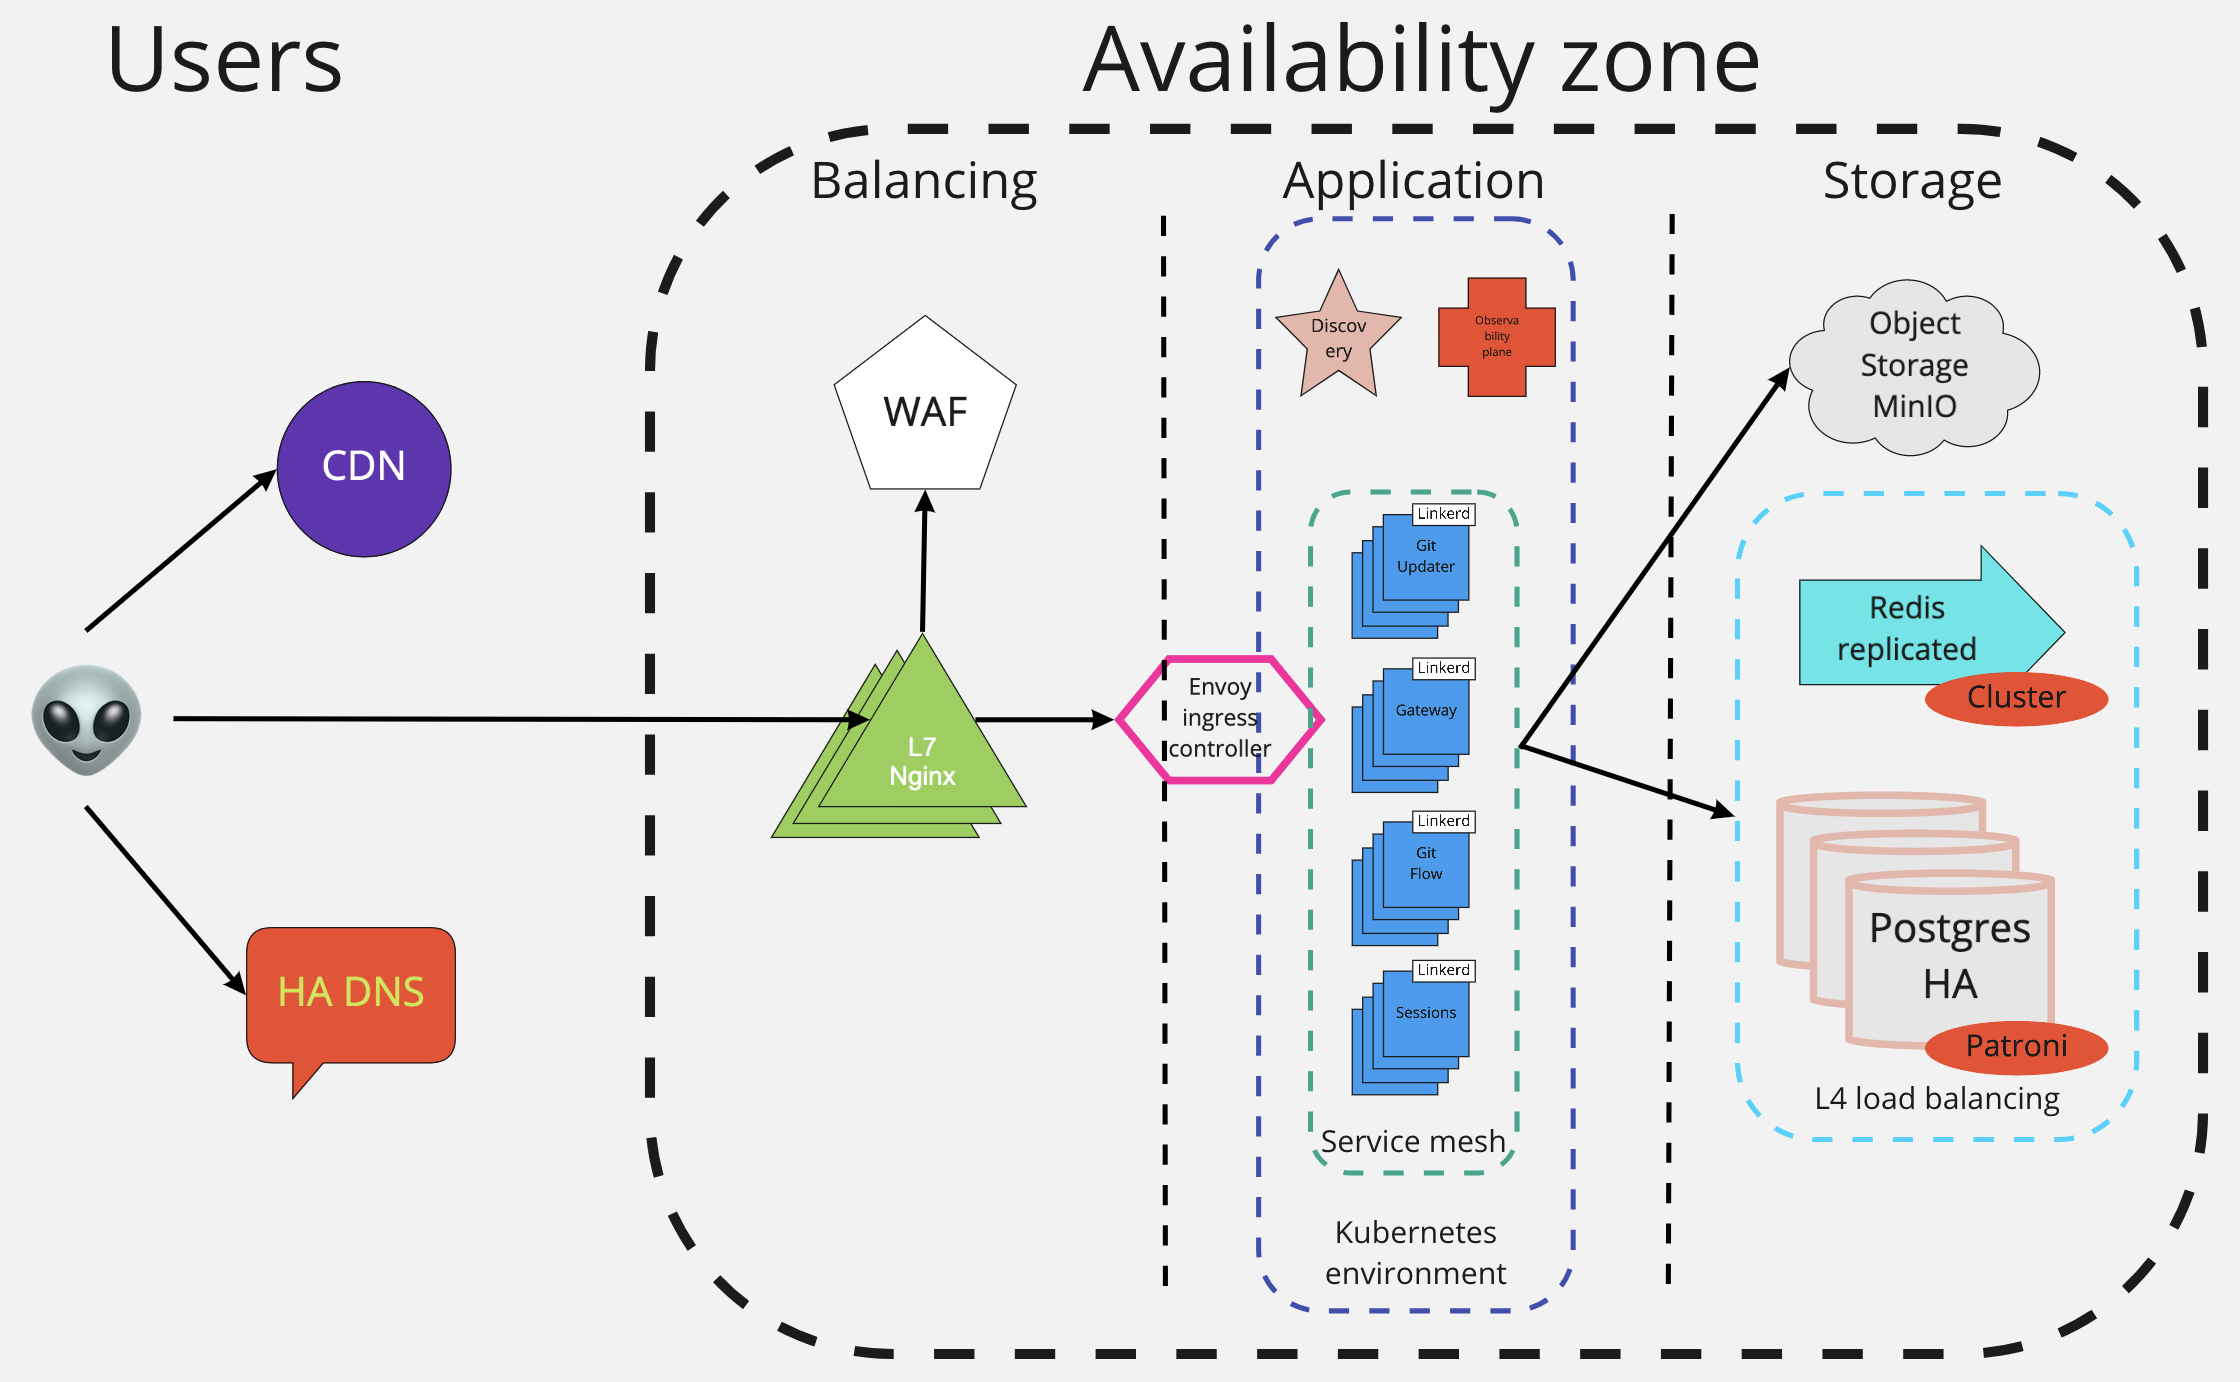 Users
Availability zone
Balancing
Application
Storage
CDN
HA DNS
WAF
L7
Nginx
Envoy
ingress
controller
Discov
ery
Observa
bility
plane
Linkerd
Git
Updater
Linkerd
Gateway
Linkerd
Git
Flow
Linkerd
Sessions
Service mesh
Kubernetes
environment
Object
Storage
MinIO
Redis
replicated
Cluster
Postgres
HA
Patroni
L4 load balancing